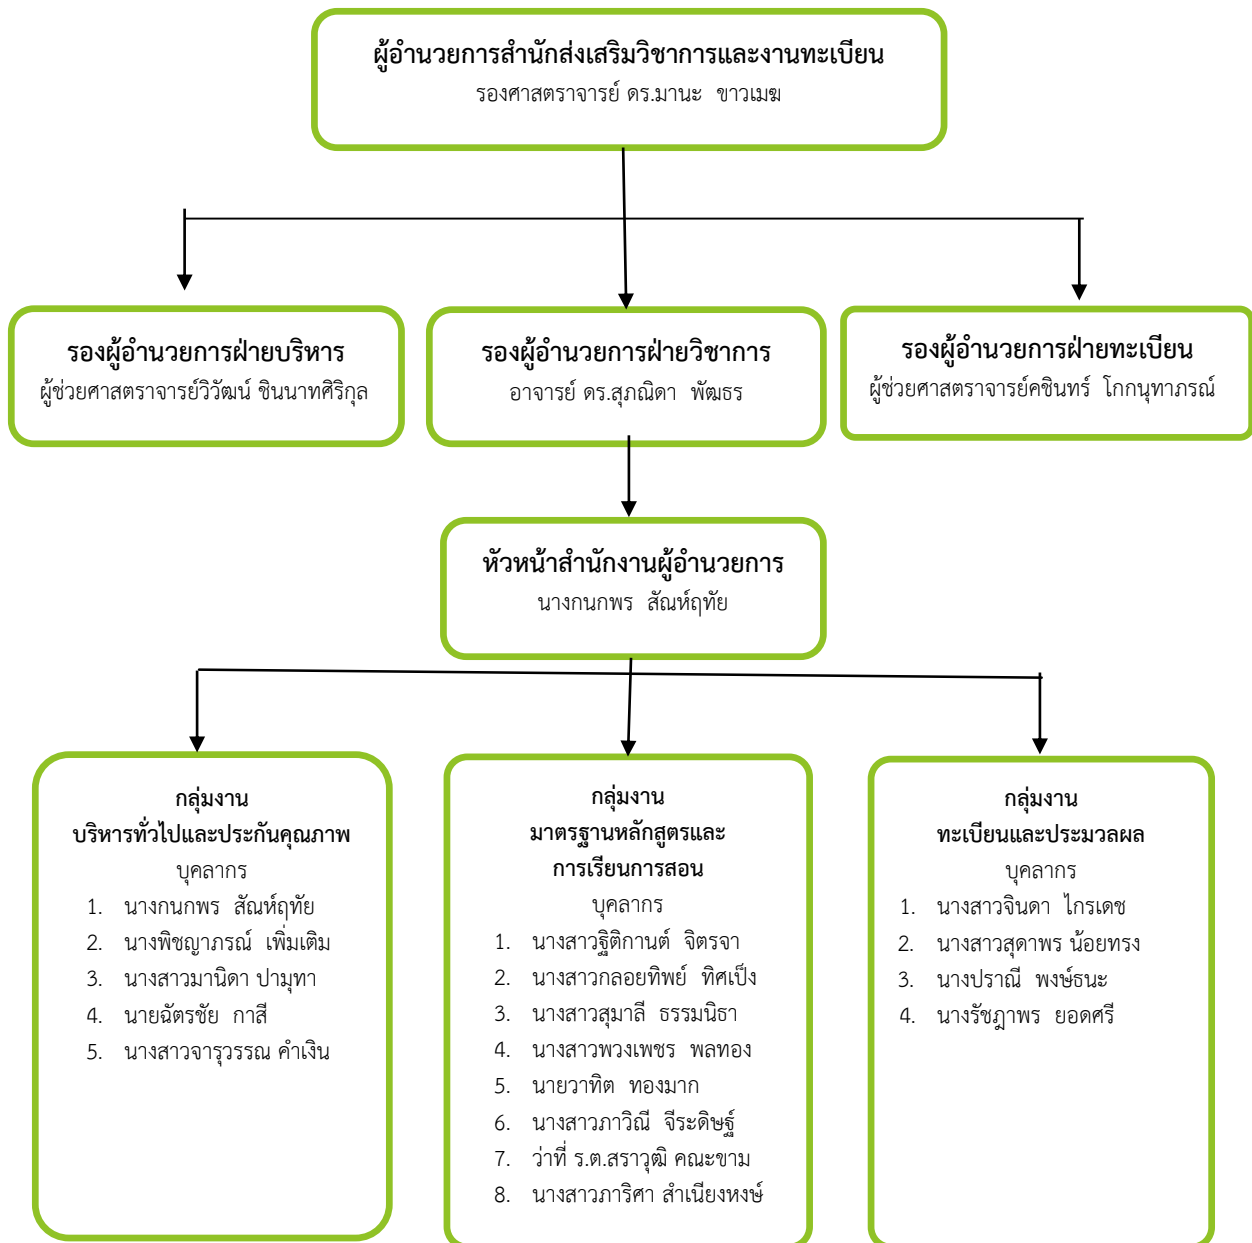 ผู้อำนวยการสำนักส่งเสริมวิชาการและงานทะเบียน
รองศาสตราจารย์ ดร.มานะ ขาวเมฆ
รองผู้อำนวยการฝ่ายบริหาร
ผู้ช่วยศาสตราจารย์วิวัฒน์ ชินนาทศิริกุล
รองผู้อำนวยการฝ่ายวิชาการ
อาจารย์ ดร.สุภณิดา พัฒธร
รองผู้อำนวยการฝ่ายทะเบียน
ผู้ช่วยศาสตราจารย์คชินทร์ โกกนุทาภรณ์
หัวหน้าสำนักงานผู้อำนวยการ
นางกนกพร สัณห์ฤทัย
กลุ่มงาน
บริหารทั่วไปและประกันคุณภาพ
บุคลากร
1. นางกนกพร สัณห์ฤทัย
2. นางพิชญาภรณ์ เพิ่มเติม
3. นางสาวมานิดา ปามุทา
4. นายฉัตรชัย กาสี
5. นางสาวจารุวรรณ คำเงิน
กลุ่มงาน
มาตรฐานหลักสูตรและ
การเรียนการสอน
บุคลากร
1. นางสาวฐิติกานต์ จิตรจา
2. นางสาวกลอยทิพย์ ทิศเป็ง
3. นางสาวสุมาลี ธรรมนิธา
4. นางสาวพวงเพชร พลทอง
5. นายวาทิต ทองมาก
6. นางสาวภาวิณี จีระดิษฐ์
7. ว่าที่ ร.ต.สราวุฒิ คณะขาม
8. นางสาวภาริศา สำเนียงหงษ์
กลุ่มงาน
ทะเบียนและประมวลผล
บุคลากร
1. นางสาวจินดา ไกรเดช
2. นางสาวสุดาพร น้อยทรง
3. นางปราณี พงษ์ธนะ
4. นางรัชฎาพร ยอดศรี